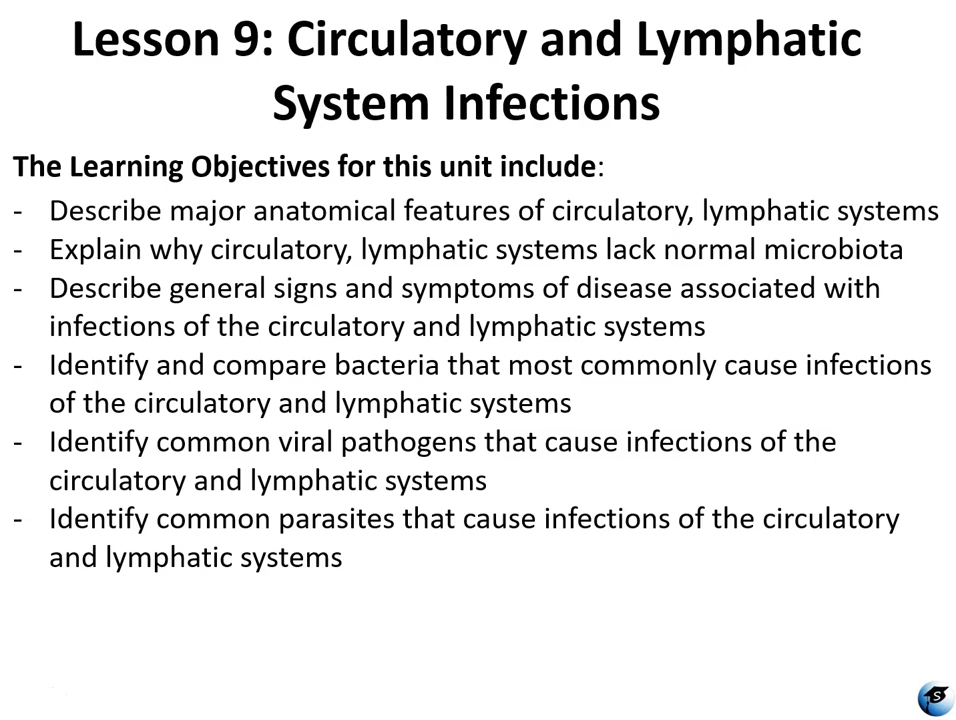 Lesson 9: Circulatory and Lymphatic
System Infections
The Learning Objectives for this unit include:
- Describe major anatomical features of circulatory, lymphatic systems
- Explain why circulatory, lymphatic systems lack normal microbiota
- Describe general signs and symptoms of disease associated with
infections of the circulatory and lymphatic systems
- Identify and compare bacteria that most commonly cause infections
of the circulatory and lymphatic systems
- Identify common viral pathogens that cause infections of the
circulatory and lymphatic systems
- Identify common parasites that cause infections of the circulatory
and lymphatic systems
S